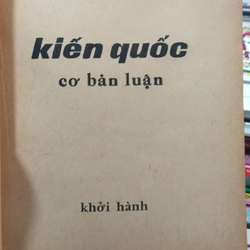 kiến quốc
cơ bản luận
khởi hành